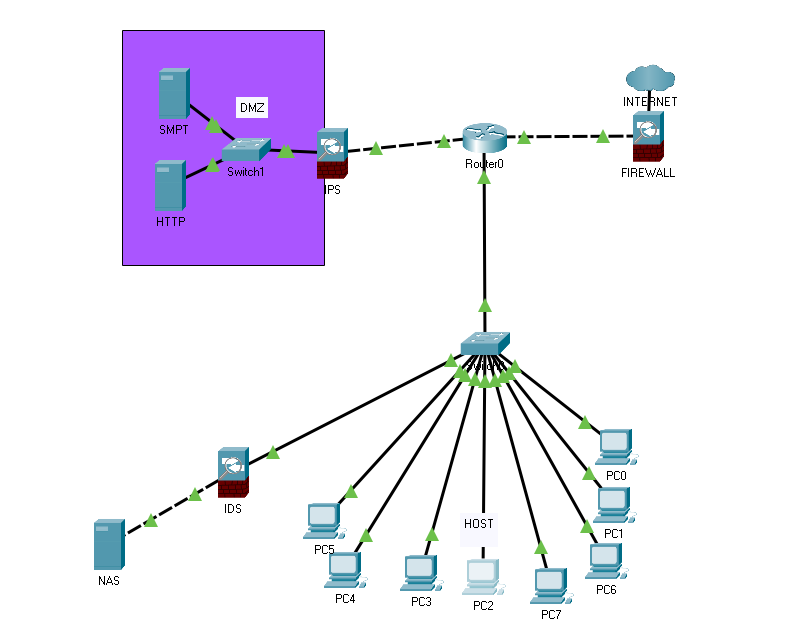 DMZ
SMPT
Switch1
HTTP
IPS
Router0
INTERNET
FIREWALL
IDS
NAS
PC5
PC4
PC3
HOST
PC2
PC7
PC6
PC1
PC0